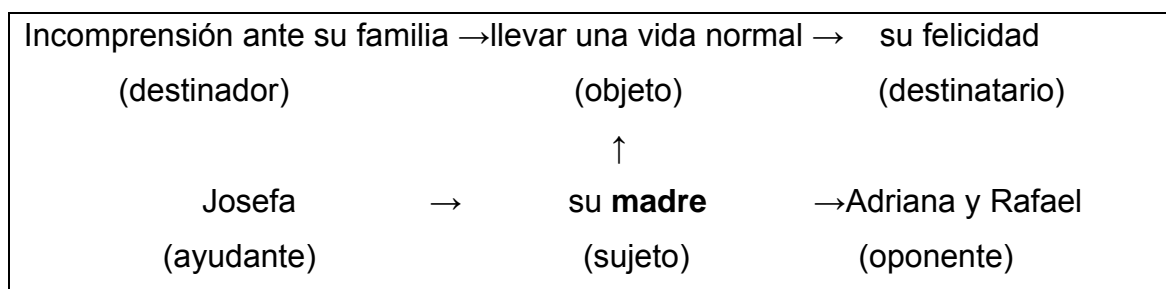 Incomprensión ante su familia →llevar una vida normal → su felicidad
(destinador) (objeto) (destinatario)
↑
Josefa → su madre →Adriana y Rafael
(ayudante) (sujeto) (oponente)